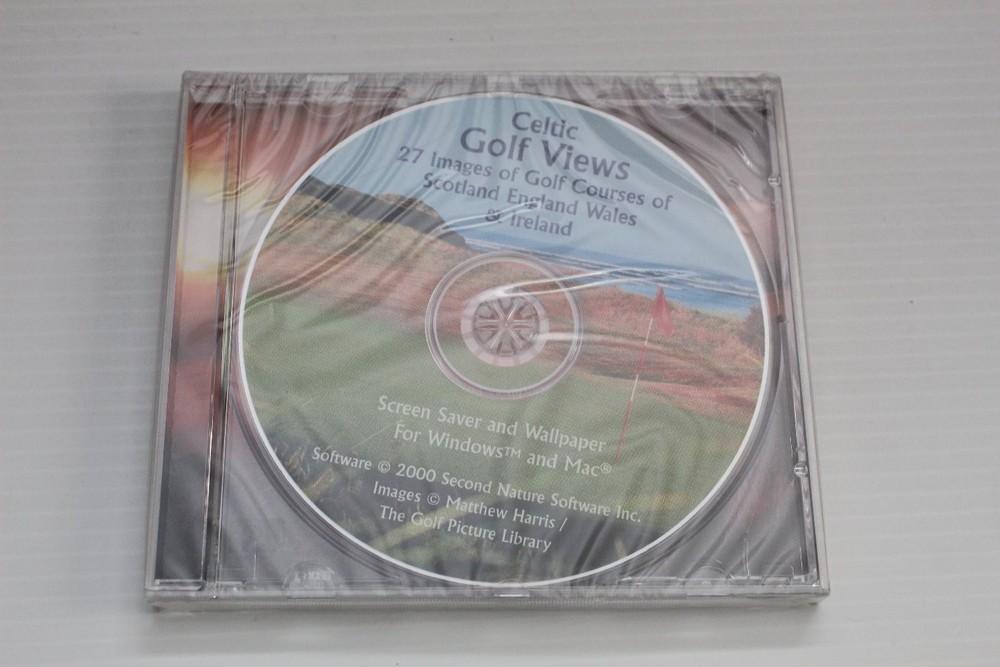 Celtic
Golf Views
27 Images of Golf Courses of
Scotland England Wales
& Ireland
Screen Saver and Wallpaper
For Windows™ and Mac®
Software © 2000 Second Nature Software Inc.
Images © Matthew Harris /
The Golf Picture Library